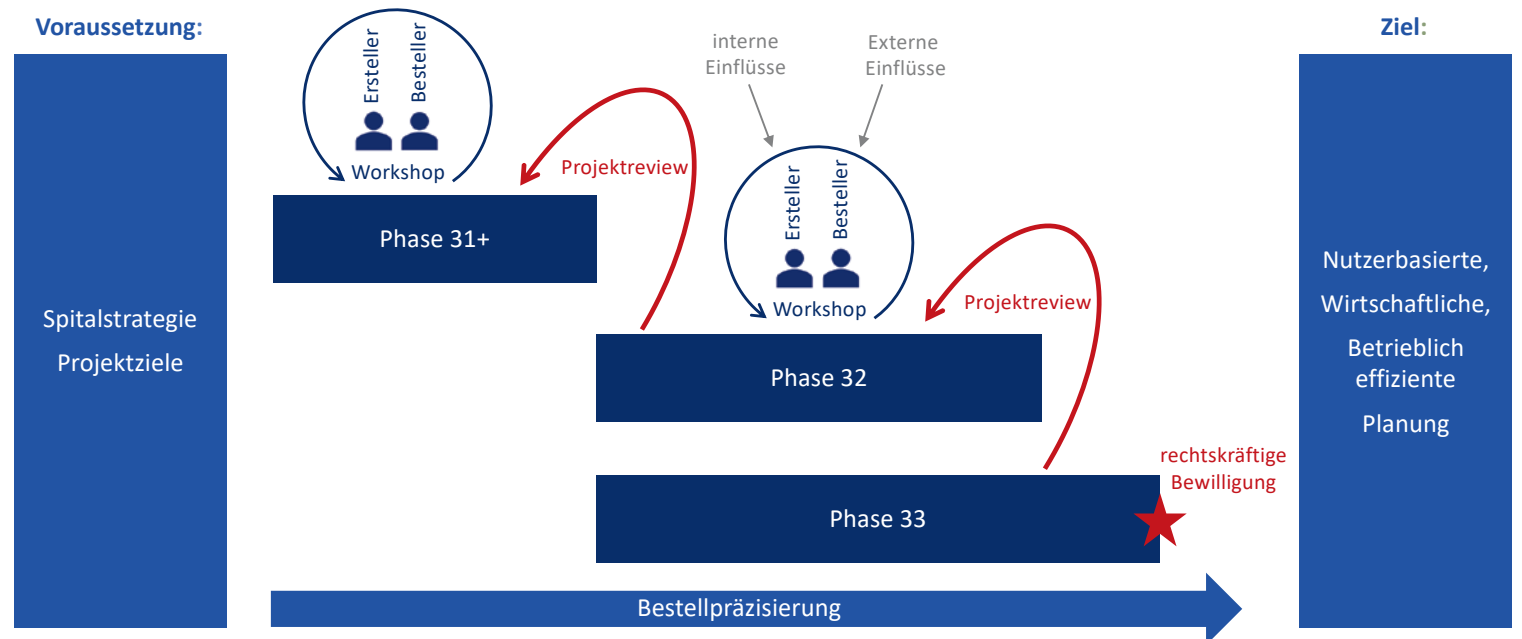 Voraussetzung:
Spitalstrategie
Projektziele
Ersteller
Besteller
Workshop
Phase 31+
Projektreview
interne
Einflüsse
Externe
Einflüsse
Ersteller
Besteller
Workshop
Phase 32
Projektreview
Phase 33
rechtskräftige
Bewilligung
Bestellpräzisierung
Ziel:
Nutzerbasierte,
Wirtschaftliche,
Betrieblich
effiziente
Planung